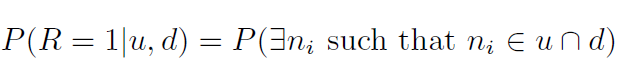 P(R = 1|u, d) = P(∃n_i such that n_i ∈ u ∩ d)